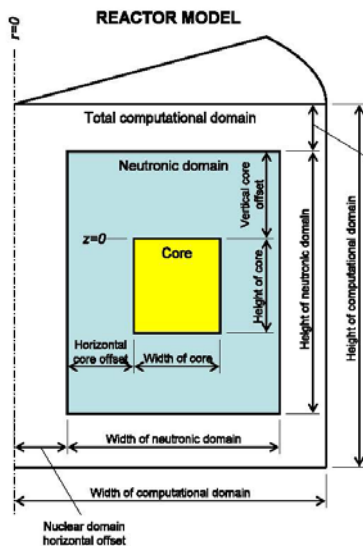 REACTOR MODEL
r=0
Total computational domain
Neutronic domain
Vertical core
offset
z=0
Core
Height of core
Height of neutronic domain
Height of computational domain
Horizontal
core offset
Width of core
Width of neutronic domain
Width of computational domain
Nuclear domain
horizontal offset